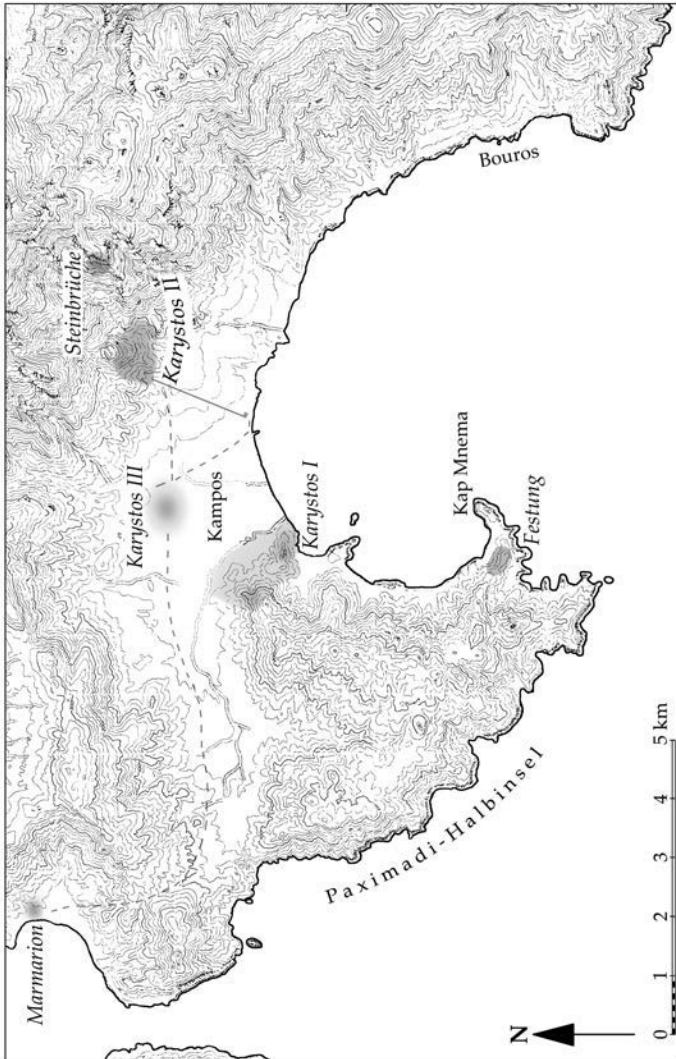 Marmarion
Steinbrüche
Karystos II
Karystos III
Kampos
Karystos I
Bouros
Kap Mnema
Festung
Paximadi-Halbinsel
N
0 1 2 3 4 5 km